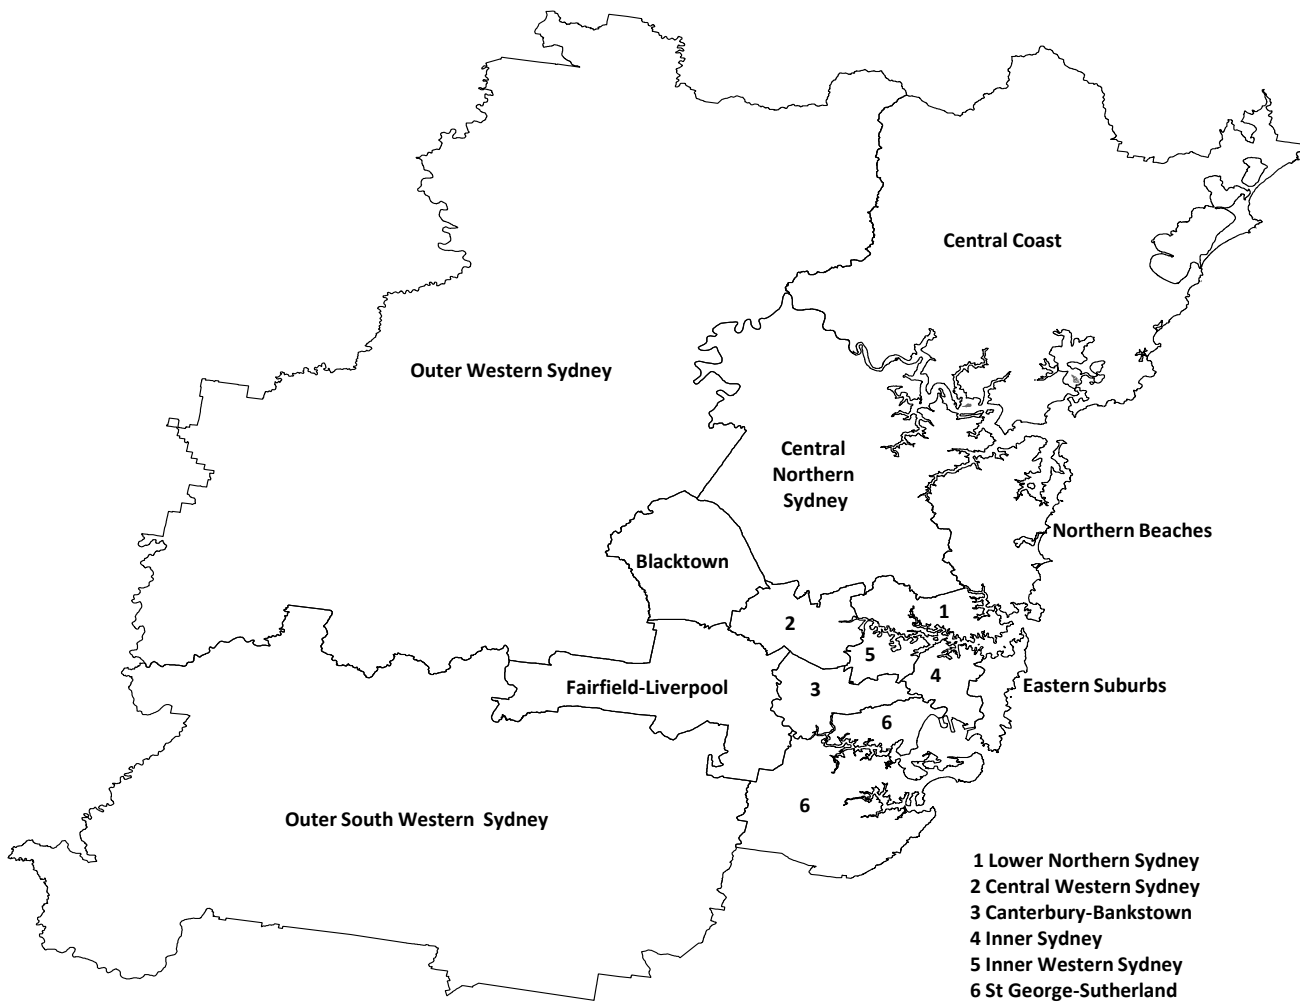 Central Coast
Outer Western Sydney
Central
Northern
Sydney
Northern Beaches
Blacktown
1
2
5
4
Fairfield-Liverpool
3
Eastern Suburbs
6
6
Outer South Western Sydney
1 Lower Northern Sydney
2 Central Western Sydney
3 Canterbury-Bankstown
4 Inner Sydney
5 Inner Western Sydney
6 St George-Sutherland